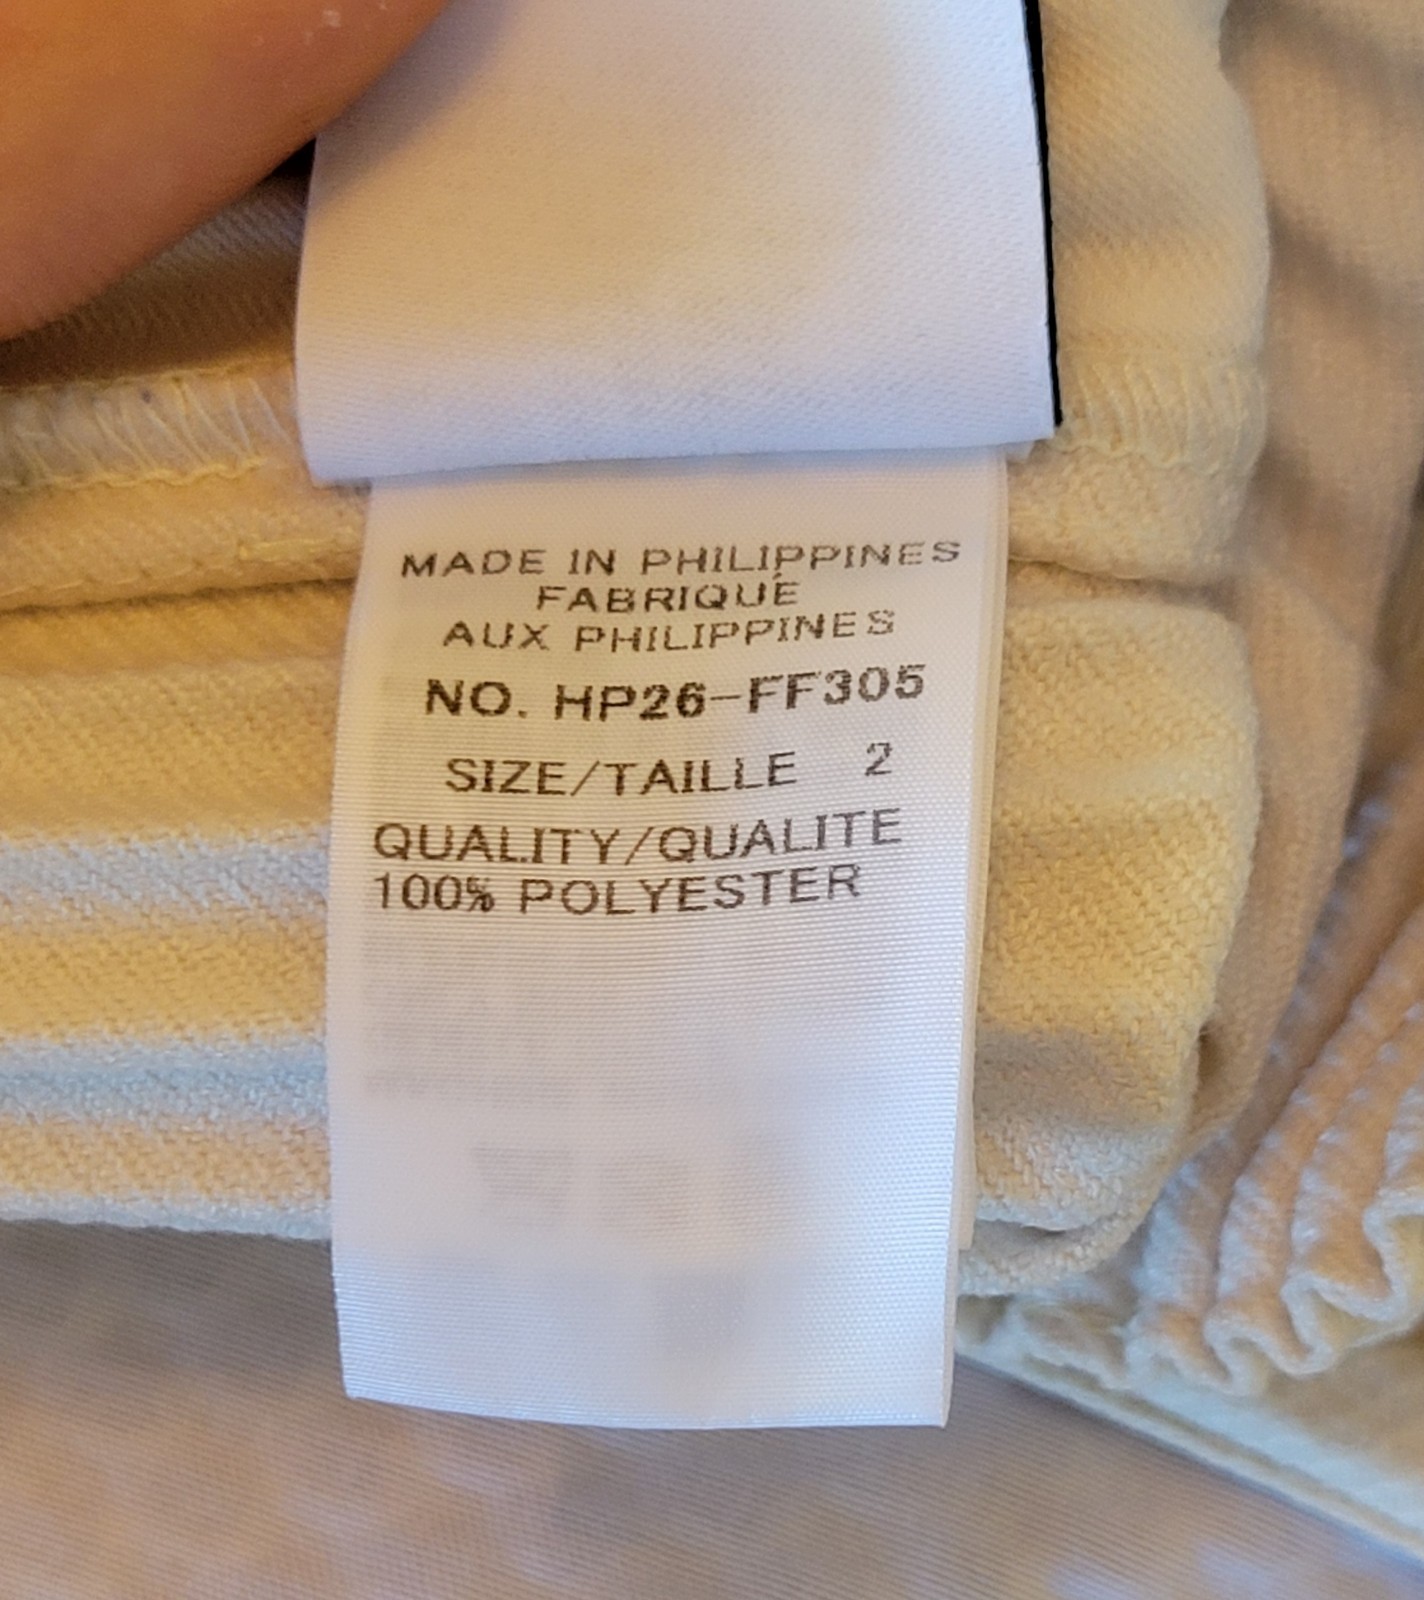 MADE IN PHILIPPINES
FABRIQUÉ
AUX PHILIPPINES
NO. HP26-FF305
SIZE/TAILLE 2
QUALITY/QUALITE
100% POLYESTER